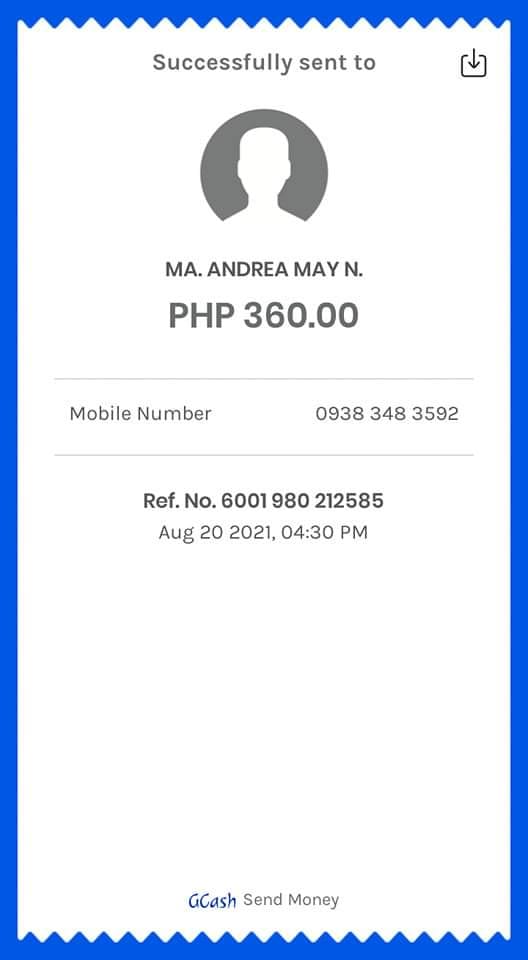 Successfully sent to
MA. ANDREA MAY N.
PHP 360.00
Mobile Number 0938 348 3592
Ref. No. 6001 980 212585
Aug 20 2021, 04:30 PM
GCash Send Money